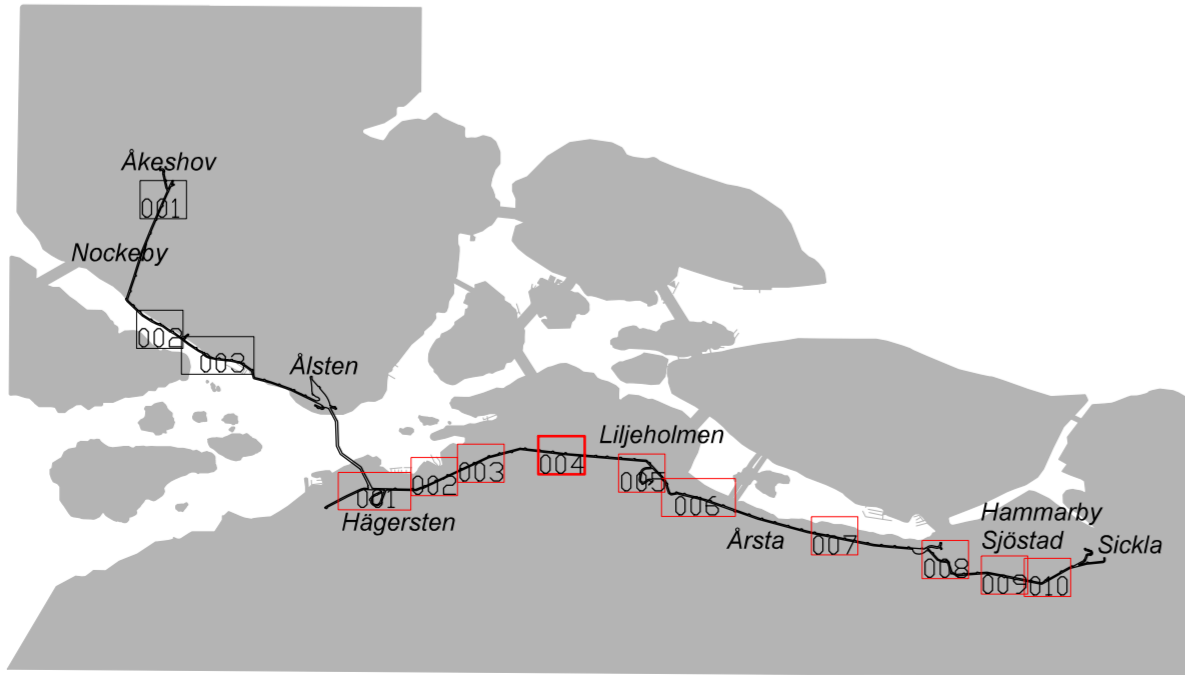 Åkeshov
001
Nockeby
002
003
Ålsten
Liljeholmen
004
003
005
002
001
006
Hägersten
Årsta
007
Hammarby
Sjöstad
Sickla
008
009
010